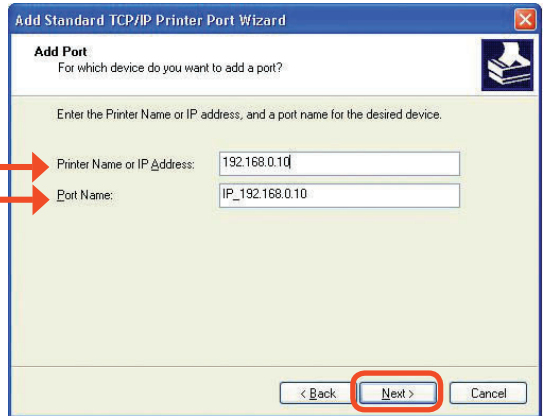 Add Standard TCP/IP Printer Port Wizard
Add Port
For which device do you want to add a port?
Enter the Printer Name or IP address, and a port name for the desired device.
Printer Name or IP Address: 192.168.0.10
Port Name: IP_192.168.0.10
< Back Next > Cancel